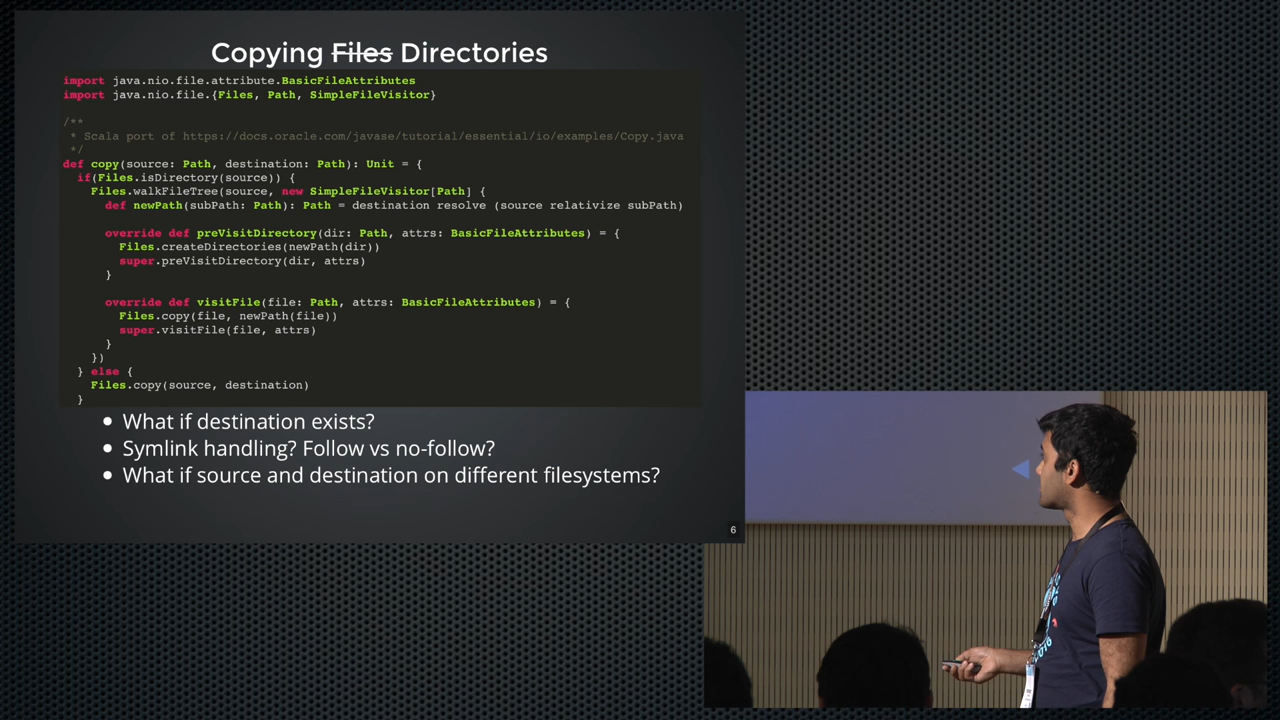 Copying Files Directories
import java.nio.file.attribute.BasicFileAttributes
import java.nio.file.{Files, Path, SimpleFileVisitor}
/**
 * Scala port of https://docs.oracle.com/javase/tutorial/essential/io/examples/Copy.java
 */
def copy(source: Path, destination: Path): Unit = {
  if(Files.isDirectory(source)) {
    Files.walkFileTree(source, new SimpleFileVisitor[Path] {
      def newPath(subPath: Path): Path = destination resolve (source relativize subPath)
      override def preVisitDirectory(dir: Path, attrs: BasicFileAttributes) = {
        Files.createDirectories(newPath(dir))
        super.preVisitDirectory(dir, attrs)
      }
      override def visitFile(file: Path, attrs: BasicFileAttributes) = {
        Files.copy(file, newPath(file))
        super.visitFile(file, attrs)
      }
    })
  } else {
    Files.copy(source, destination)
  }
• What if destination exists?
• Symlink handling? Follow vs no-follow?
• What if source and destination on different filesystems?
6